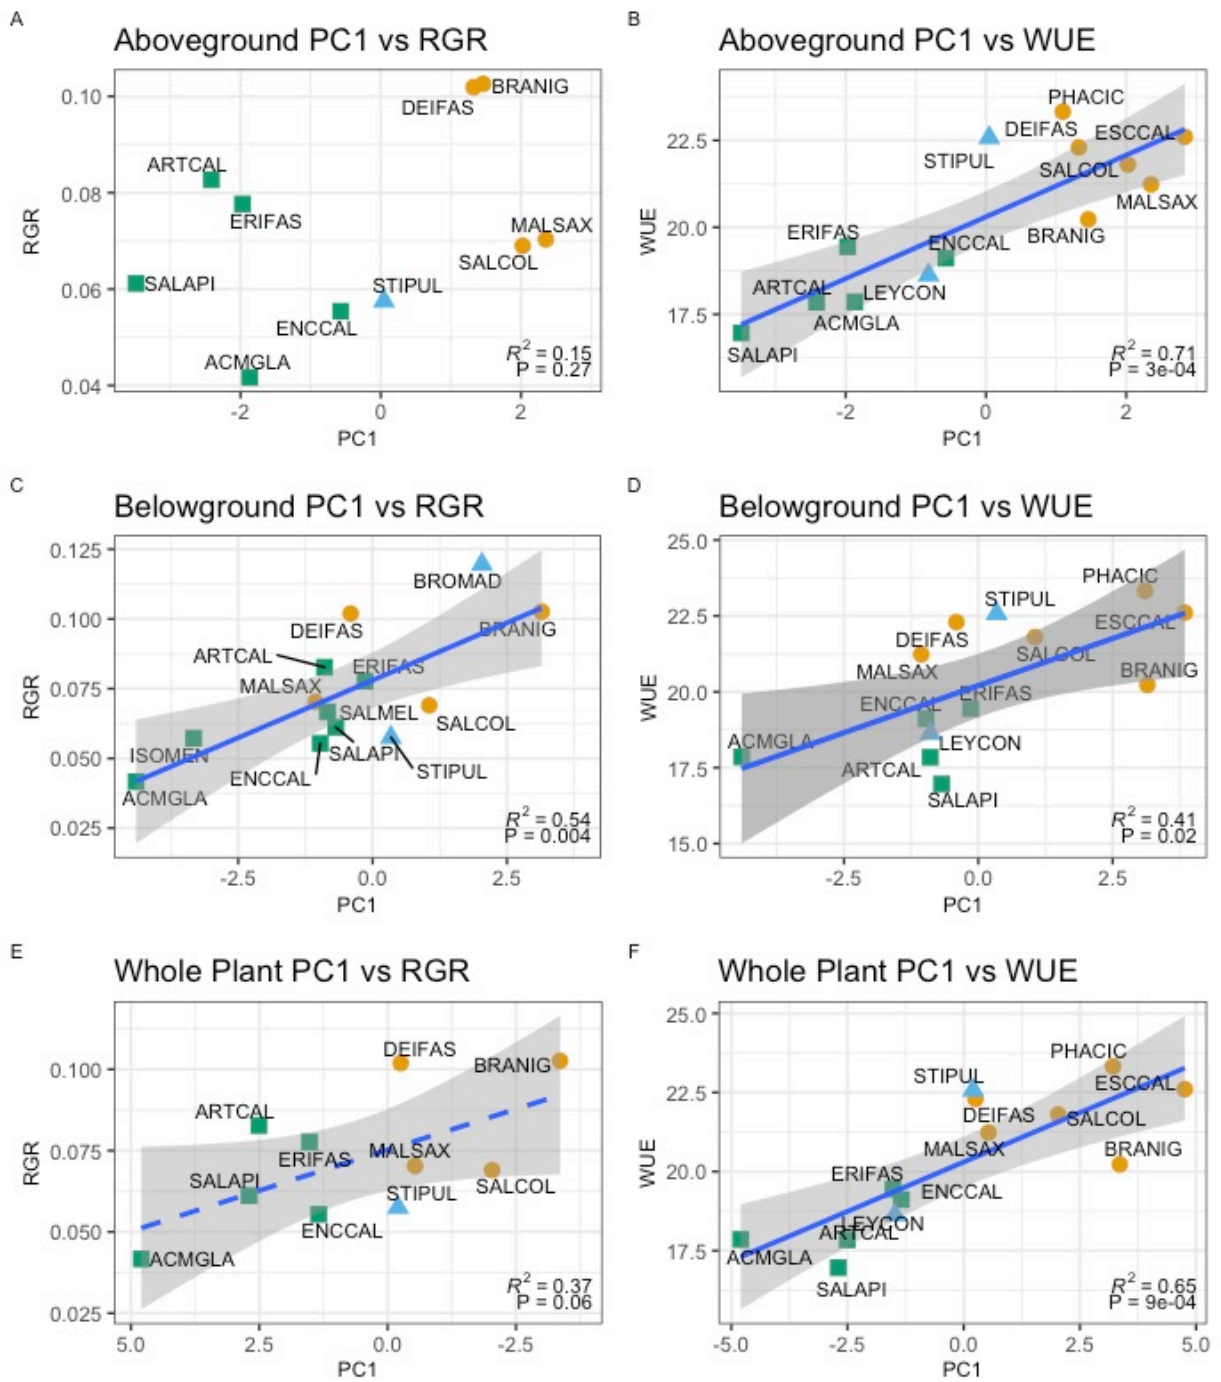 A
Aboveground PC1 vs RGR
RGR
0.10
0.08
0.06
0.04
BRANIG
DEIFAS
ARTCAL
ERIFAS
MALSAX
SALCOL
SALAPI
STIPUL
ENCCAL
ACMGLA
R² = 0.15
P = 0.27
-2
0
2
PC1
B
Aboveground PC1 vs WUE
WUE
22.5
20.0
17.5
PHACIC
DEIFAS
ESCCAL
STIPUL
SALCOL
MALSAX
BRANIG
ERIFAS
ENCCAL
ARTCAL
LEYCON
ACMGLA
SALAPI
R² = 0.71
P = 3e-04
-2
0
2
PC1
C
Belowground PC1 vs RGR
RGR
0.125
0.100
0.075
0.050
0.025
BROMAD
DEIFAS
BRANIG
ARTCAL
ERIFAS
MALSAX
SALMEL
SALCOL
ISOMEN
SALAPI
ENCCAL
STIPUL
ACMGLA
R² = 0.54
P = 0.004
-2.5
0.0
2.5
PC1
D
Belowground PC1 vs WUE
WUE
25.0
22.5
20.0
17.5
15.0
PHACIC
STIPUL
ESCCAL
DEIFAS
SALCOL
MALSAX
BRANIG
ENCCAL
ERIFAS
ACMGLA
LEYCON
ARTCAL
SALAPI
R² = 0.41
P = 0.02
-2.5
0.0
2.5
PC1
E
Whole Plant PC1 vs RGR
RGR
0.100
0.075
0.050
0.025
DEIFAS
BRANIG
ARTCAL
MALSAX
ERIFAS
SALAPI
STIPUL
SALCOL
ENCCAL
ACMGLA
R² = 0.37
P = 0.06
5.0
2.5
0.0
-2.5
PC1
F
Whole Plant PC1 vs WUE
WUE
25.0
22.5
20.0
17.5
PHACIC
STIPUL
ESCCAL
DEIFAS
SALCOL
MALSAX
BRANIG
ERIFAS
ENCCAL
LEYCON
ARTCAL
ACMGLA
SALAPI
R² = 0.65
P = 9e-04
-5.0
-2.5
0.0
2.5
5.0
PC1